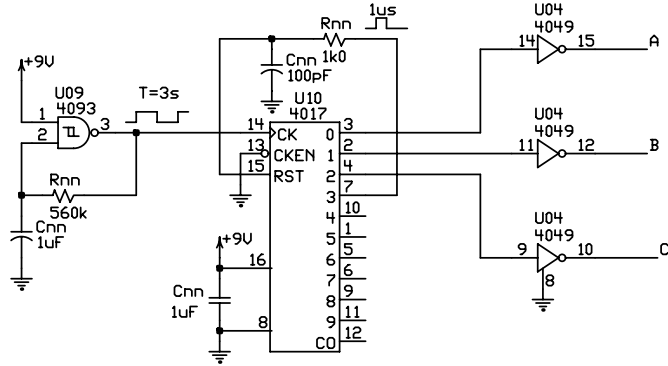 1us
U04
4049
14
15
A
+9V
Rnn
1k0
Cnn
100pF
U09
4093
T=3s
1
2
3
U10
4017
14
CK
0
3
13
CKEN
1
2
15
RST
2
4
3
7
4
10
5
1
6
5
7
6
8
9
9
11
CO
12
16
8
U04
4049
11
12
B
Rnn
560k
Cnn
1uF
+9V
Cnn
1uF
U04
4049
9
10
C
8